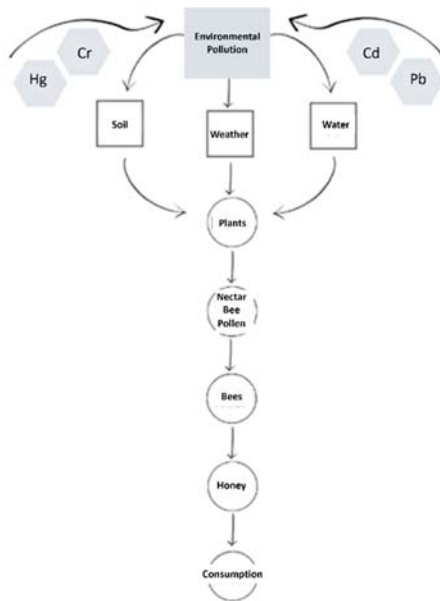 Environmental
Pollution
Cr
Hg
Cd
Pb
Soil
Weather
Water
Plants
Nectar
Bee
Pollen
Bees
Honey
Consumption